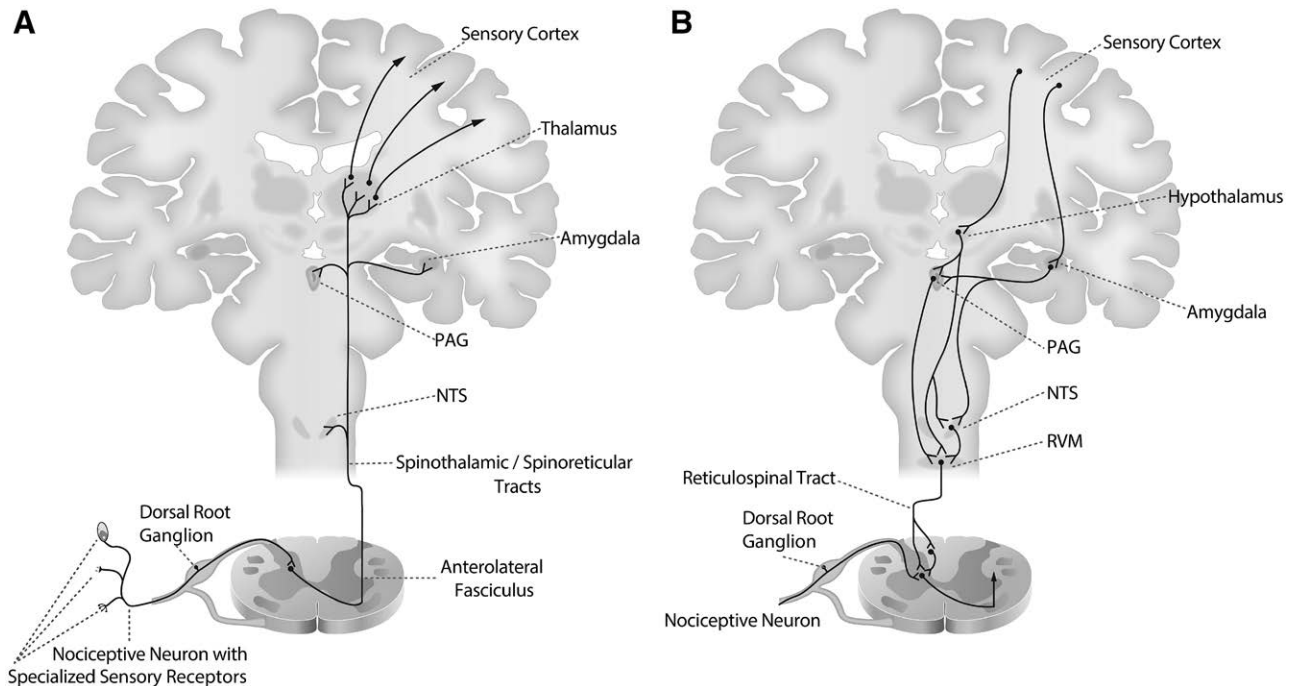 A
Sensory Cortex
Thalamus
Amygdala
PAG
NTS
Spinothalamic / Spinoreticular
Tracts
Dorsal Root
Ganglion
Anterolateral
Fasciculus
Nociceptive Neuron with
Specialized Sensory Receptors
B
Sensory Cortex
Hypothalamus
Amygdala
PAG
NTS
RVM
Reticulospinal Tract
Dorsal Root
Ganglion
Nociceptive Neuron